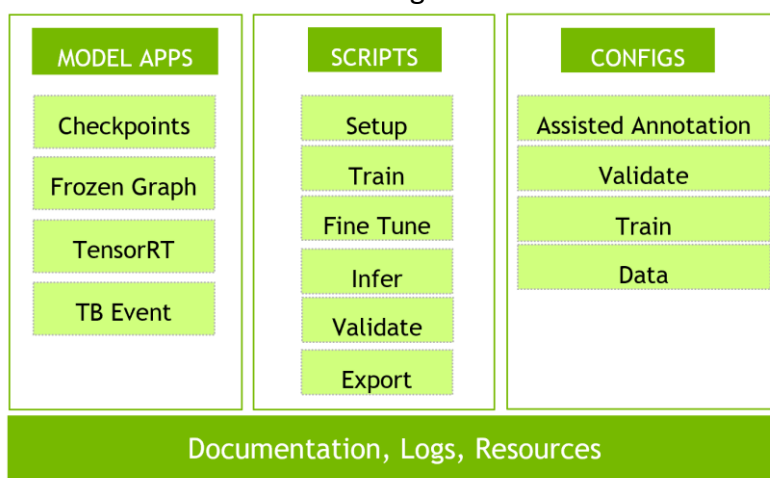 MODEL APPS
Checkpoints
Frozen Graph
TensorRT
TB Event
SCRIPTS
Setup
Train
Fine Tune
Infer
Validate
Export
CONFIGS
Assisted Annotation
Validate
Train
Data
Documentation, Logs, Resources